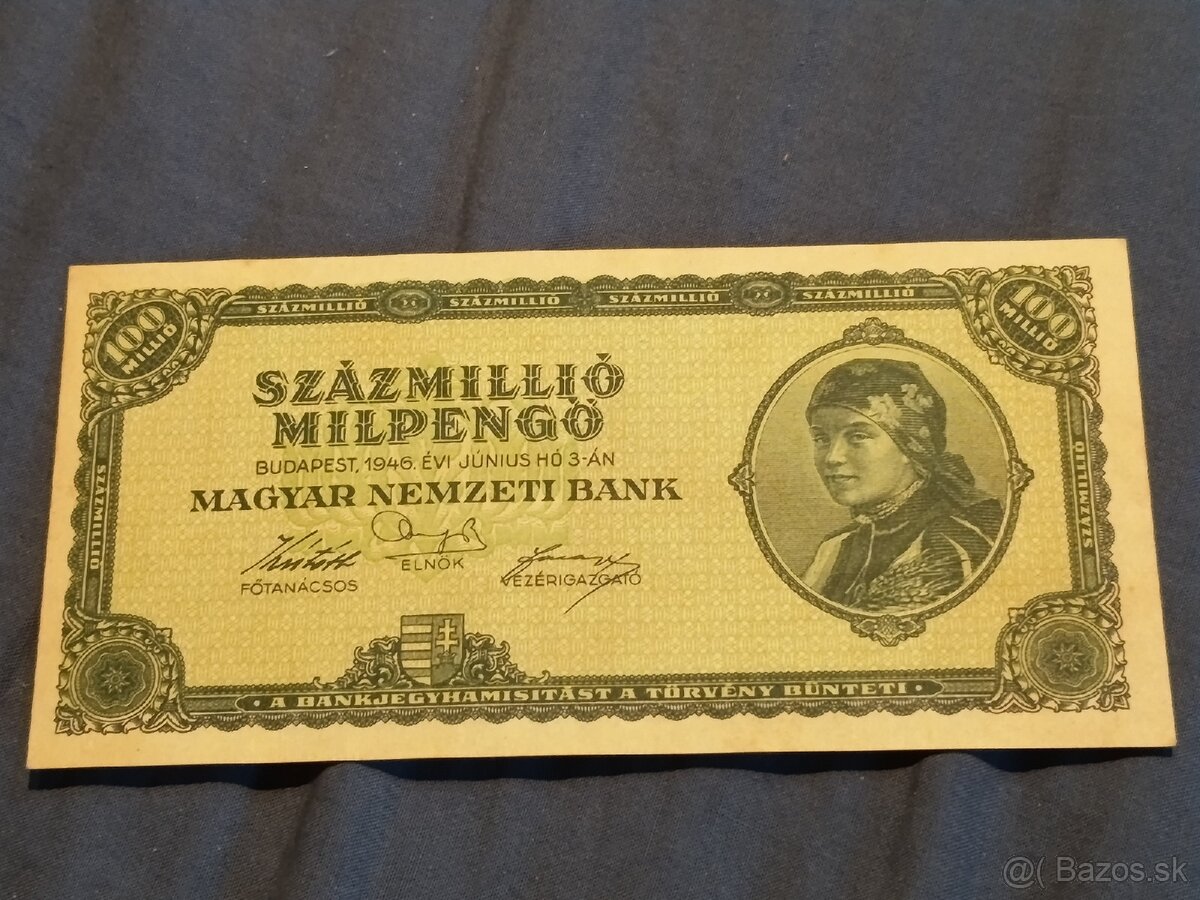 SZÁZMILLIÓ SZÁZMILLIÓ SZÁZMILLIÓ SZÁZMILLIÓ
100
MILLIÓ
100
MILLIÓ
SZÁZMILLIÓ
MILPENGŐ
BUDAPEST, 1946. ÉVI JÚNIUS HÓ 3-ÁN
MAGYAR NEMZETI BANK
FŐTANÁCSOS
ELNÖK
VEZÉRIGAZGATÓ
SZÁZMILLIÓ
SZÁZMILLIÓ
· A BANKJEGYHAMISITÁST A TÖRVÉNY BÜNTETI ·
@( Bazos.sk